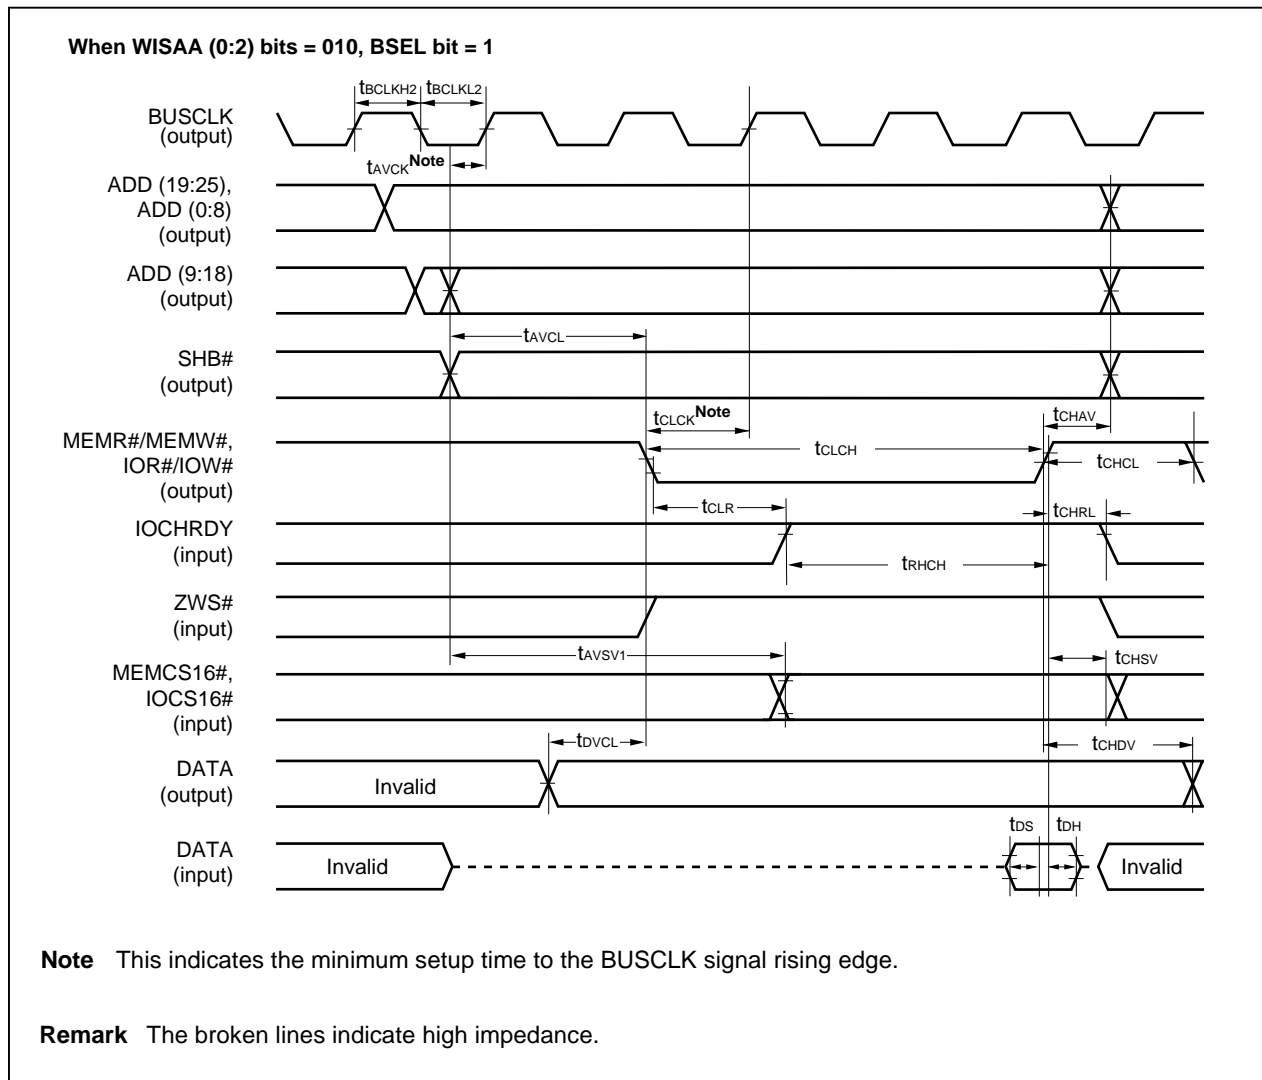 When WISAA (0:2) bits = 010, BSEL bit = 1
tBCLKH2 tBCLKL2
BUSCLK
(output)
tAVCK Note
ADD (19:25),
ADD (0:8)
(output)
ADD (9:18)
(output)
tAVCL
SHB#
(output)
tCLCK Note
tCHAV
MEMR#/MEMW#,
IOR#/IOW#
(output)
tCLCH
tCHCL
tCLR
tCHRL
IOCHRDY
(input)
tRHCH
ZWS#
(input)
tAVSV1
tCHSV
MEMCS16#,
IOCS16#
(input)
tDVCL
tCHDV
DATA
(output)
Invalid
tDS tDH
DATA
(input)
Invalid
Invalid
Note This indicates the minimum setup time to the BUSCLK signal rising edge.
Remark The broken lines indicate high impedance.